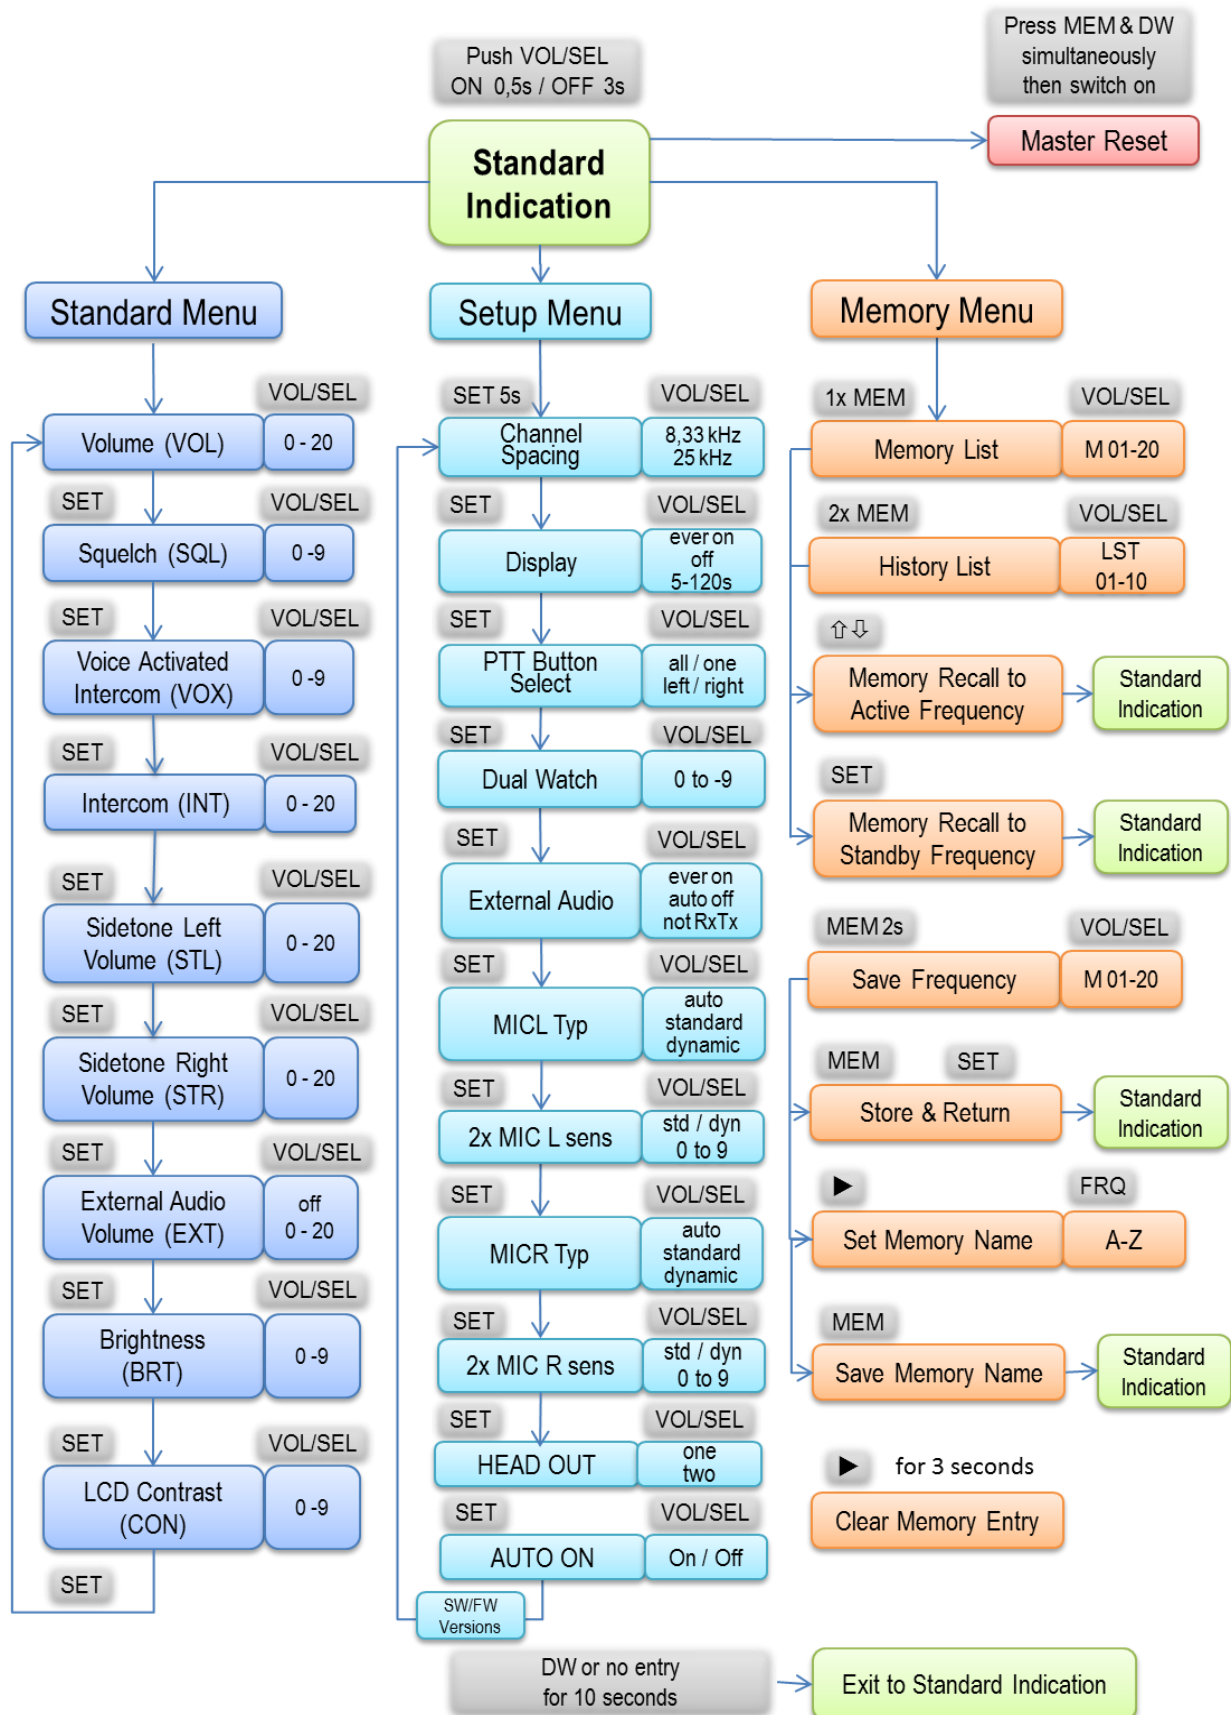 Push VOL/SEL
ON 0,5s / OFF 3s
Press MEM & DW
simultaneously
then switch on
Master Reset
Standard
Indication
Standard Menu
VOL/SEL
Volume (VOL)
0 - 20
SET
VOL/SEL
Squelch (SQL)
0 -9
SET
VOL/SEL
Voice Activated
Intercom (VOX)
0 -9
SET
VOL/SEL
Intercom (INT)
0 - 20
SET
VOL/SEL
Sidetone Left
Volume (STL)
0 - 20
SET
VOL/SEL
Sidetone Right
Volume (STR)
0 - 20
SET
VOL/SEL
External Audio
Volume (EXT)
off
0 - 20
SET
VOL/SEL
Brightness
(BRT)
0 -9
SET
VOL/SEL
LCD Contrast
(CON)
0 -9
SET
Setup Menu
SET 5s
VOL/SEL
Channel
Spacing
8,33 kHz
25 kHz
SET
VOL/SEL
Display
ever on
off
5-120s
SET
VOL/SEL
PTT Button
Select
all / one
left / right
SET
VOL/SEL
Dual Watch
0 to -9
SET
VOL/SEL
External Audio
ever on
auto off
not RxTx
SET
VOL/SEL
MICL Typ
auto
standard
dynamic
SET
VOL/SEL
2x MIC L sens
std / dyn
0 to 9
SET
VOL/SEL
MICR Typ
auto
standard
dynamic
SET
VOL/SEL
2x MIC R sens
std / dyn
0 to 9
SET
VOL/SEL
HEAD OUT
one
two
SET
VOL/SEL
AUTO ON
On / Off
SW/FW
Versions
Memory Menu
1x MEM
VOL/SEL
Memory List
M 01-20
2x MEM
VOL/SEL
History List
LST
01-10
⇧⇩
Memory Recall to
Active Frequency
Standard
Indication
SET
Memory Recall to
Standby Frequency
Standard
Indication
MEM 2s
VOL/SEL
Save Frequency
M 01-20
MEM
SET
Store & Return
Standard
Indication
►
FRQ
Set Memory Name
A-Z
MEM
Save Memory Name
Standard
Indication
► for 3 seconds
Clear Memory Entry
DW or no entry
for 10 seconds
Exit to Standard Indication